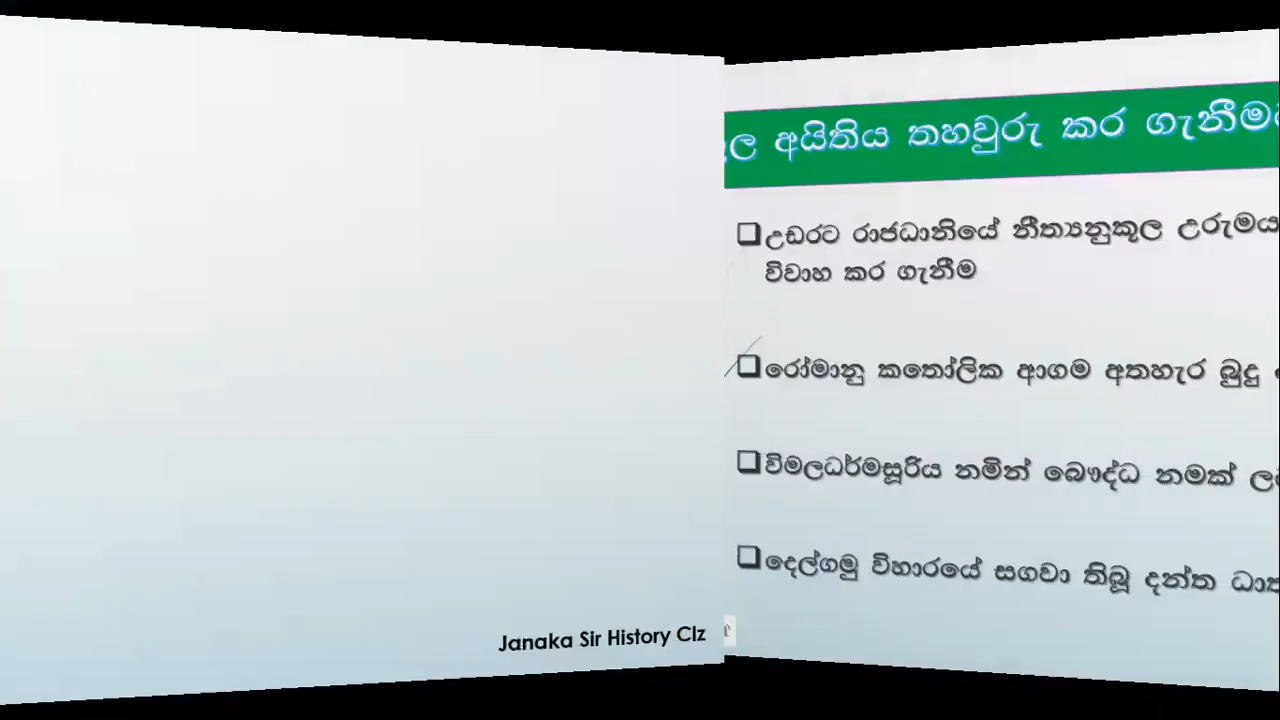 අයිතිය තහවුරු කර
❑උඩරට රාජධානියේ නීත්‍යනුකූල උරුමය
විවාහ කර ගැනීම
❑රෝමානු කතෝලික ආගම අතහැර බුදු
❑විමලධර්මසූරිය නමින් බෞද්ධ නමක්
❑දෙල්ගමු විහාරයේ සඟවා තිබූ දන්ත
Janaka Sir History Clz